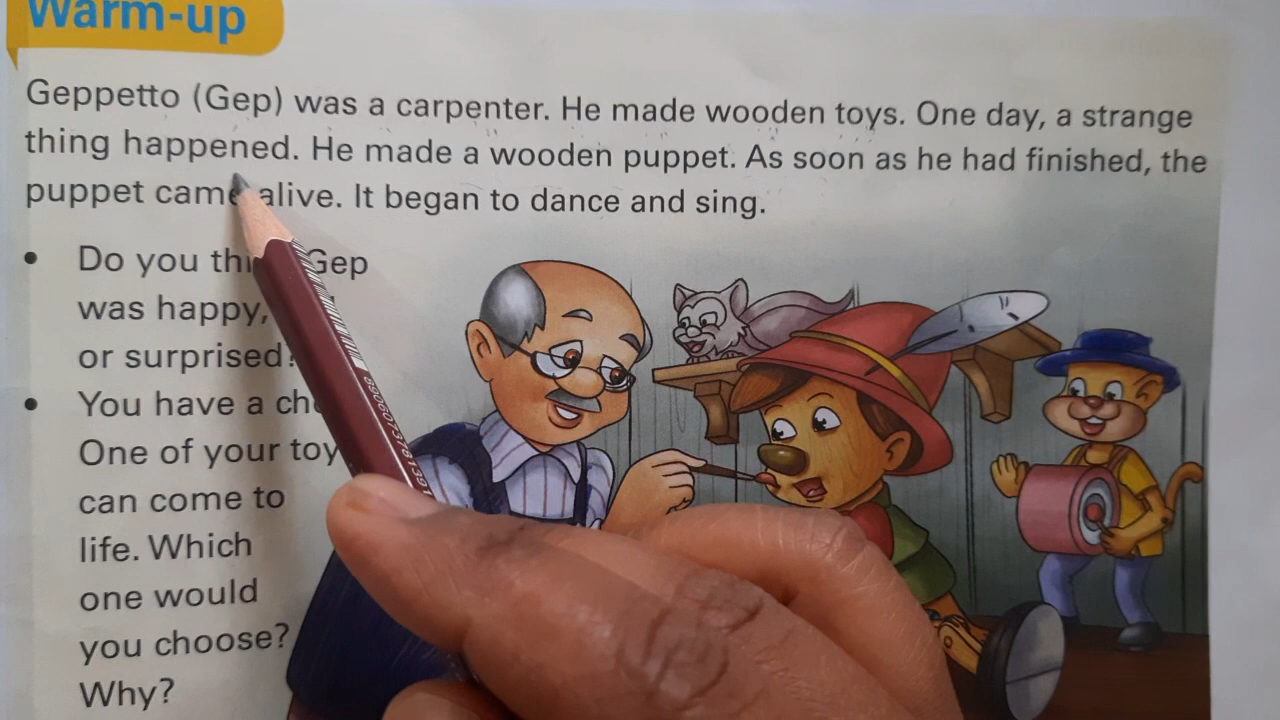 Warm-up
Geppetto (Gep) was a carpenter. He made wooden toys. One day, a strange
thing happened. He made a wooden puppet. As soon as he had finished, the
puppet came alive. It began to dance and sing.
• Do you Gep
was happy,
or surprised
• You have a
One of your toy
can come to
life. Which
one would
you choose?
Why?